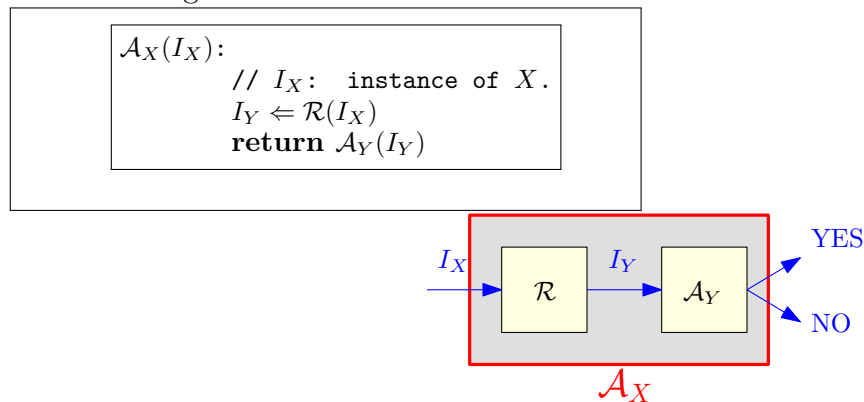 𝒜_X(I_X):
// I_X: instance of X.
I_Y ⇐ ℛ(I_X)
return 𝒜_Y(I_Y)
YES
I_X
I_Y
ℛ
𝒜_Y
NO
𝒜_X